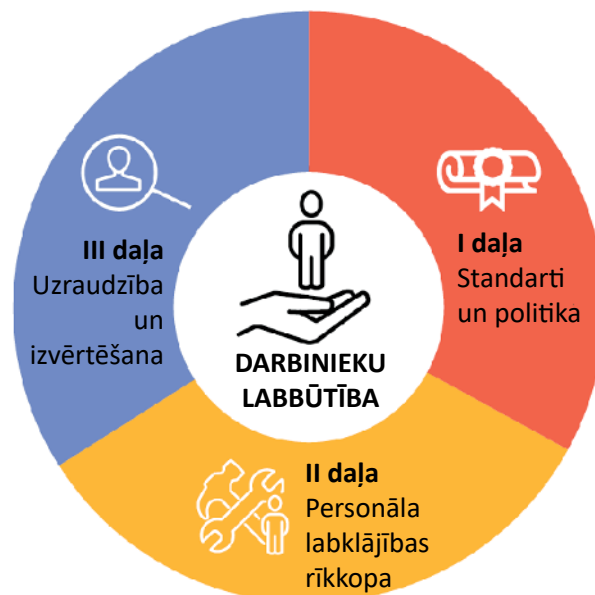 I daļa
Standarti
un politika
II daļa
Personāla
labklājības
rīkkopa
III daļa
Uzraudzība
un
izvērtēšana
DARBINIEKU
LABBŪTĪBA